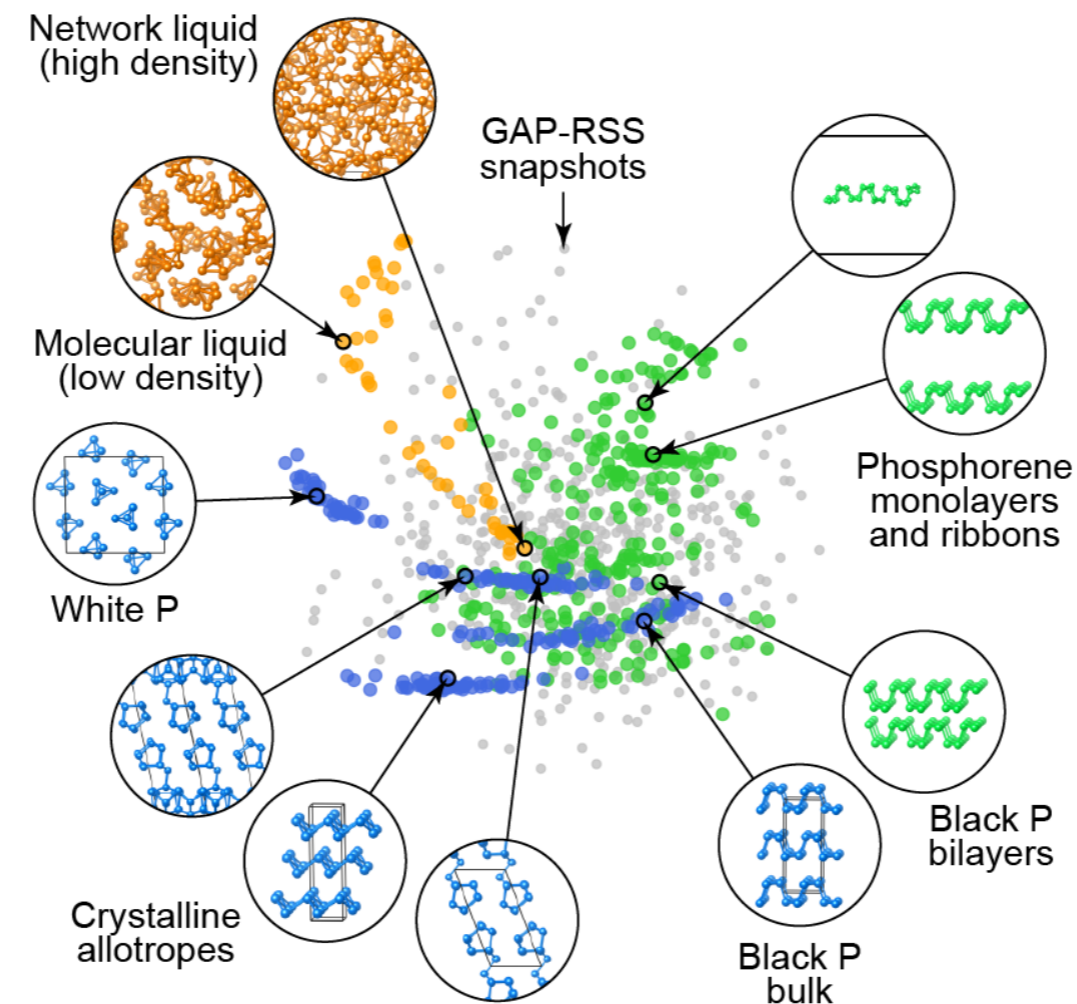 Network liquid
(high density)
GAP-RSS
snapshots
Molecular liquid
(low density)
Phosphorene
monolayers
and ribbons
White P
Black P
bilayers
Crystalline
allotropes
Black P
bulk